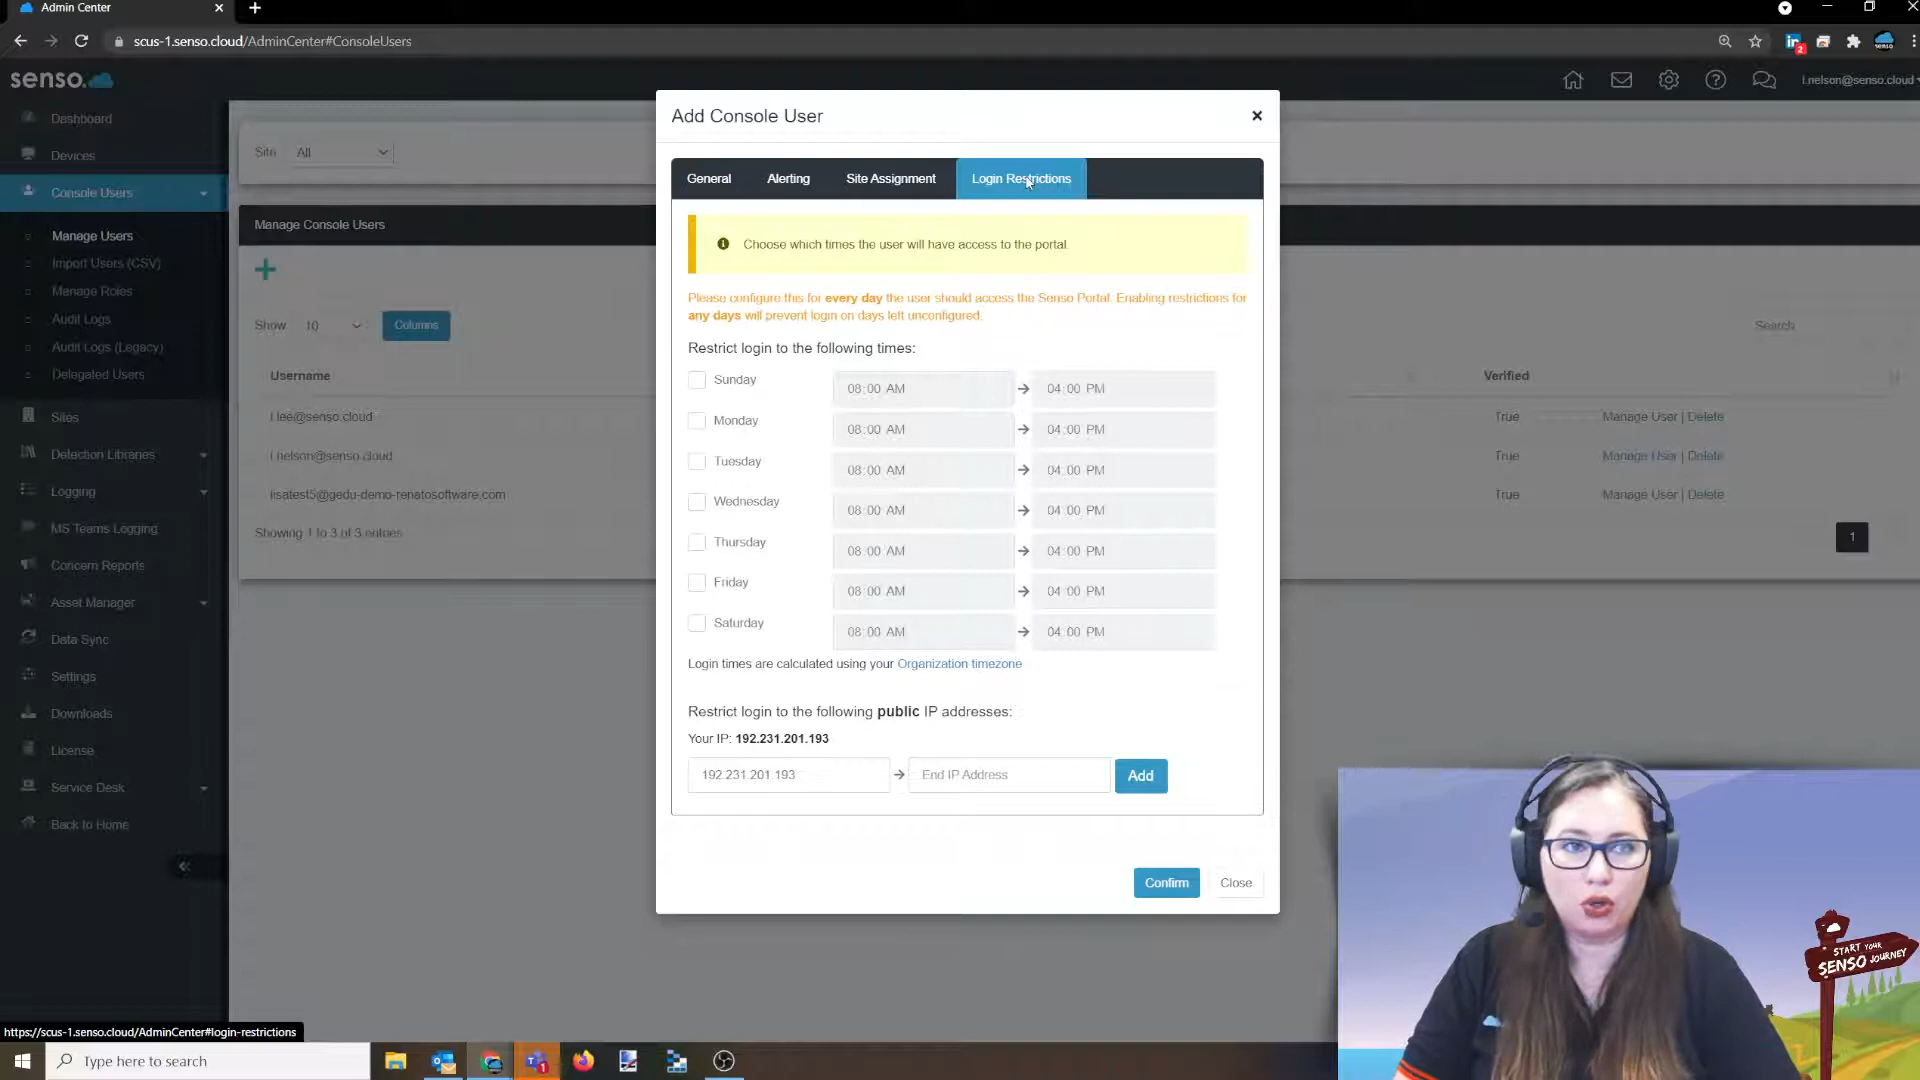 Admin Center
scus-1.senso.cloud/AdminCenter#ConsoleUsers
2
senso
senso.
l.nelson@senso.cloud
Dashboard
Devices
Console Users
Manage Users
Import Users (CSV)
Manage Roles
Audit Logs
Audit Logs (Legacy)
Delegated Users
Sites
Detection Libraries
Logging
MS Teams Logging
Concern Reports
Asset Manager
Data Sync
Settings
Downloads
License
Service Desk
Back to Home
Site All
Manage Console Users
Show 10 Columns
Search
Username Verified
l.lee@senso.cloud True Manage User | Delete
l.nelson@senso.cloud True Manage User | Delete
lisatest5@gedu-demo-renatosoftware.com True Manage User | Delete
Showing 1 to 3 of 3 entries
1
Add Console User
General Alerting Site Assignment Login Restrictions
Choose which times the user will have access to the portal.
Please configure this for every day the user should access the Senso Portal. Enabling restrictions for
any days will prevent login on days left unconfigured.
Restrict login to the following times:
Sunday 08:00 AM 04:00 PM
Monday 08:00 AM 04:00 PM
Tuesday 08:00 AM 04:00 PM
Wednesday 08:00 AM 04:00 PM
Thursday 08:00 AM 04:00 PM
Friday 08:00 AM 04:00 PM
Saturday 08:00 AM 04:00 PM
Login times are calculated using your Organization timezone
Restrict login to the following public IP addresses:
Your IP: 192.231.201.193
192.231.201.193 End IP Address Add
Confirm Close
START YOUR
SENSO JOURNEY
https://scus-1.senso.cloud/AdminCenter#login-restrictions
Type here to search
1